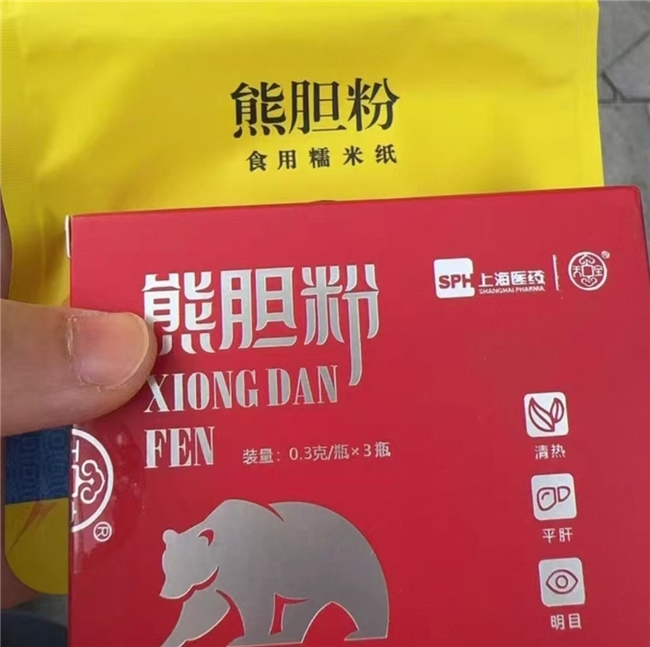 熊胆粉
食用糯米纸
SPH 上海医药
SHANGHAI PHARMA
熊胆粉
XIONG DAN
FEN
装量：0.3克/瓶×3瓶
清热
平肝
明目
®